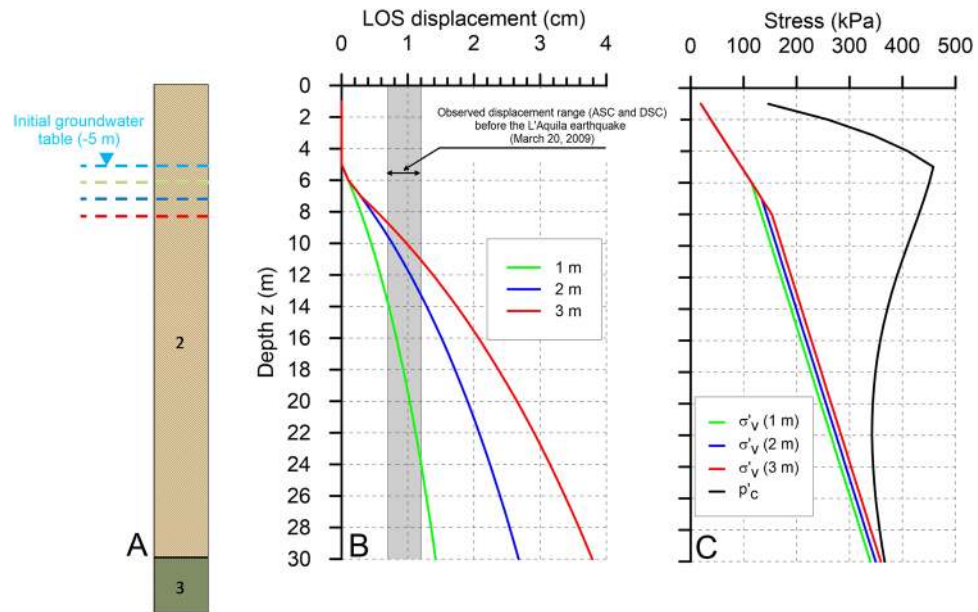 Initial groundwater
table (-5 m)
2
3
A
LOS displacement (cm)
0 1 2 3 4
Observed displacement range (ASC and DSC)
before the L'Aquila earthquake
(March 20, 2009)
Depth z (m)
0
2
4
6
8
10
12
14
16
18
20
22
24
26
28
30
1 m
2 m
3 m
B
Stress (kPa)
0 100 200 300 400 500
σ'v (1 m)
σ'v (2 m)
σ'v (3 m)
p'c
C